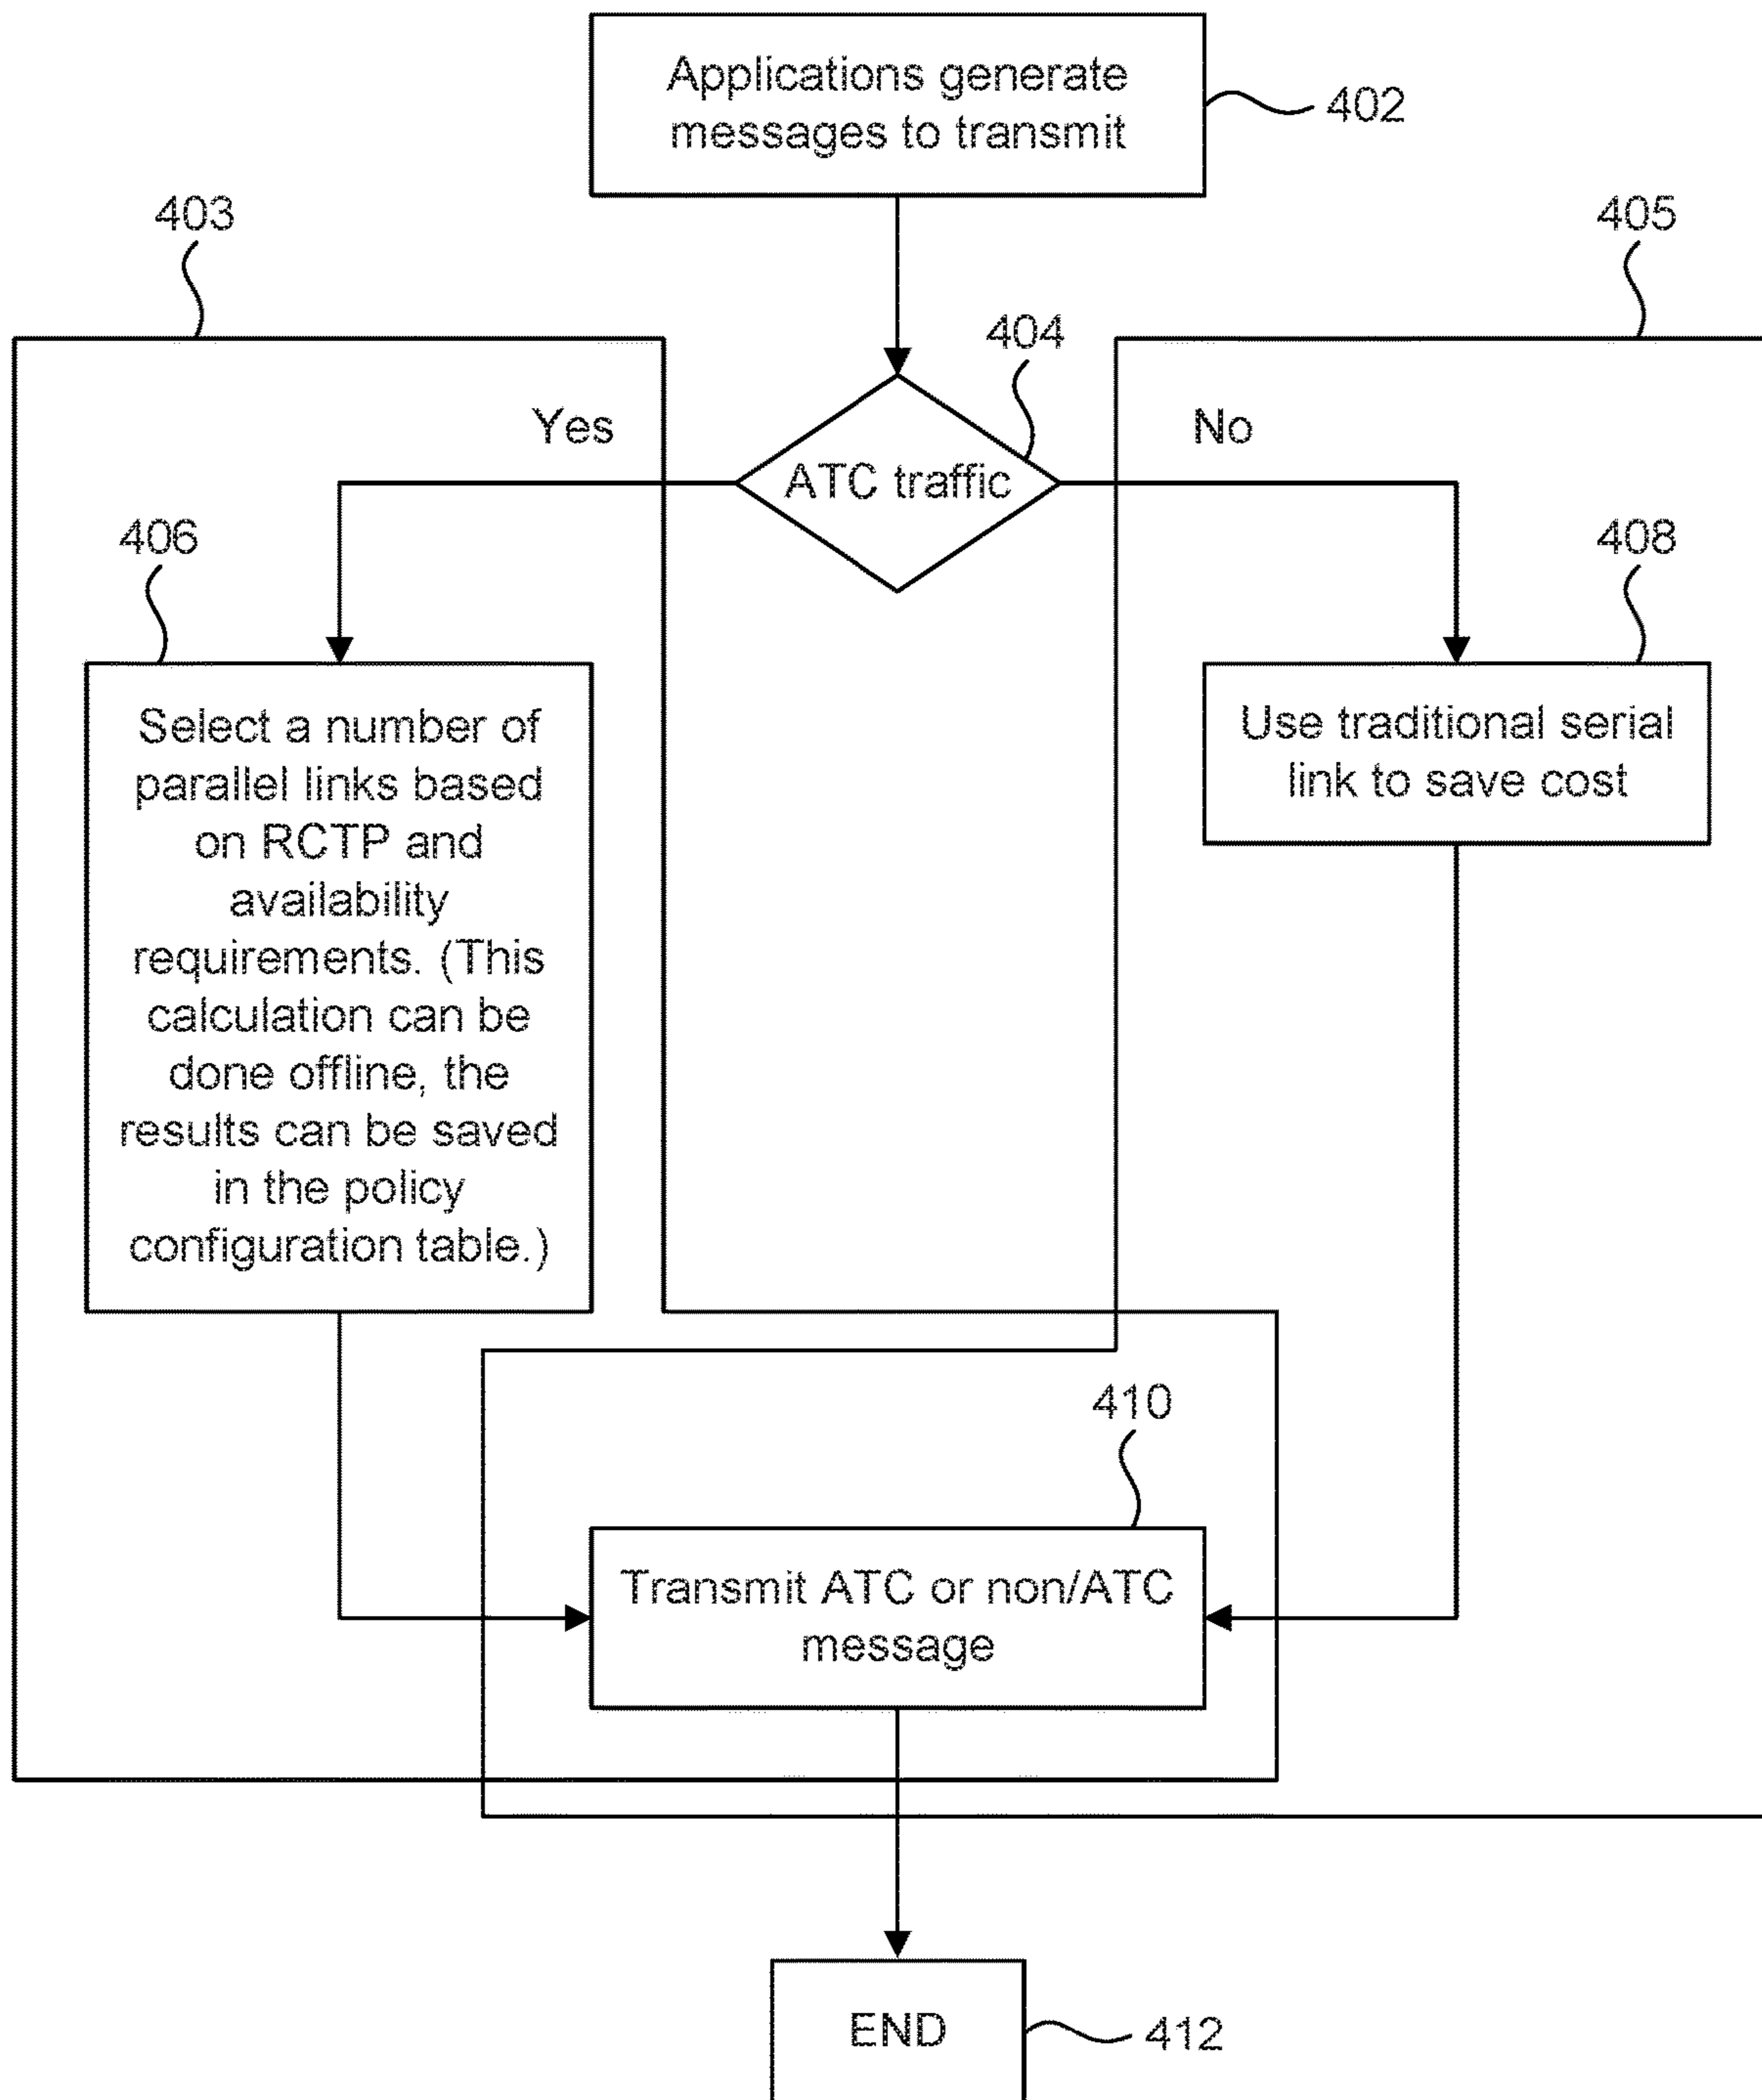 Applications generate
messages to transmit
402
403
405
404
Yes
No
ATC traffic
406
408
Select a number of
parallel links based
on RCTP and
availability
requirements. (This
calculation can be
done offline, the
results can be saved
in the policy
configuration table.)
Use traditional serial
link to save cost
410
Transmit ATC or non/ATC
message
END
412